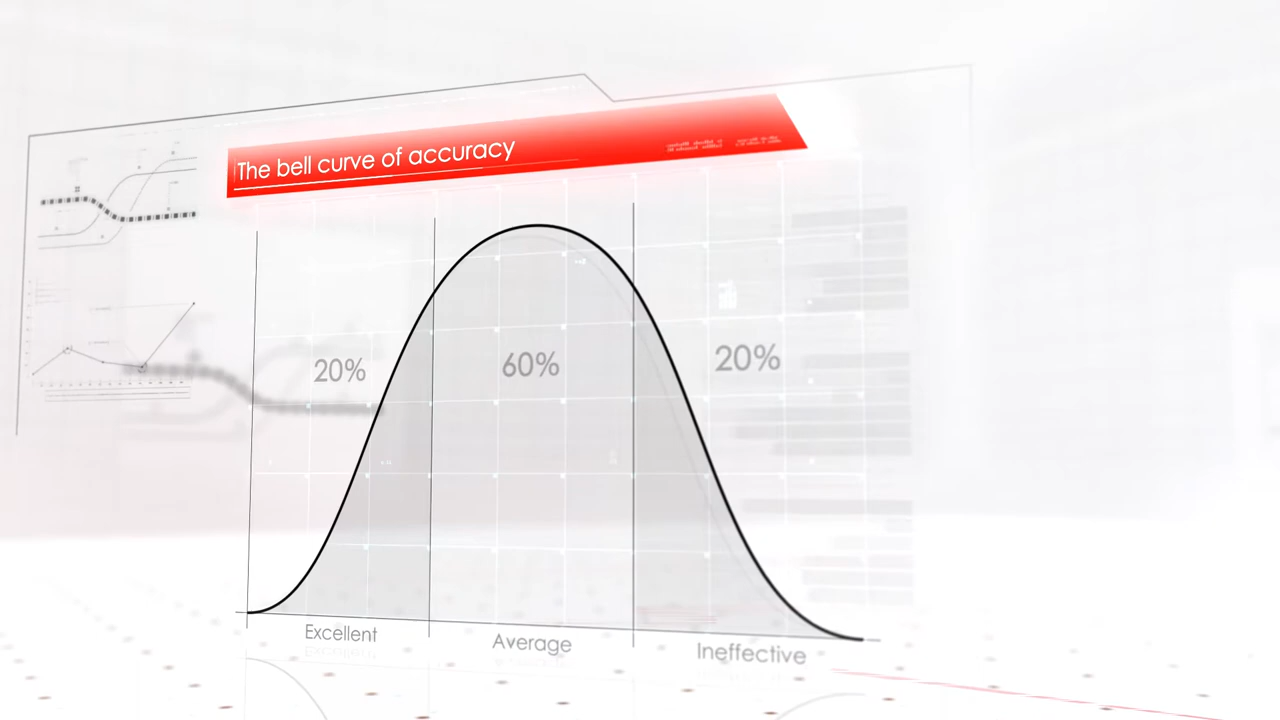 The bell curve of accuracy
20%
60%
20%
Excellent
Average
Ineffective